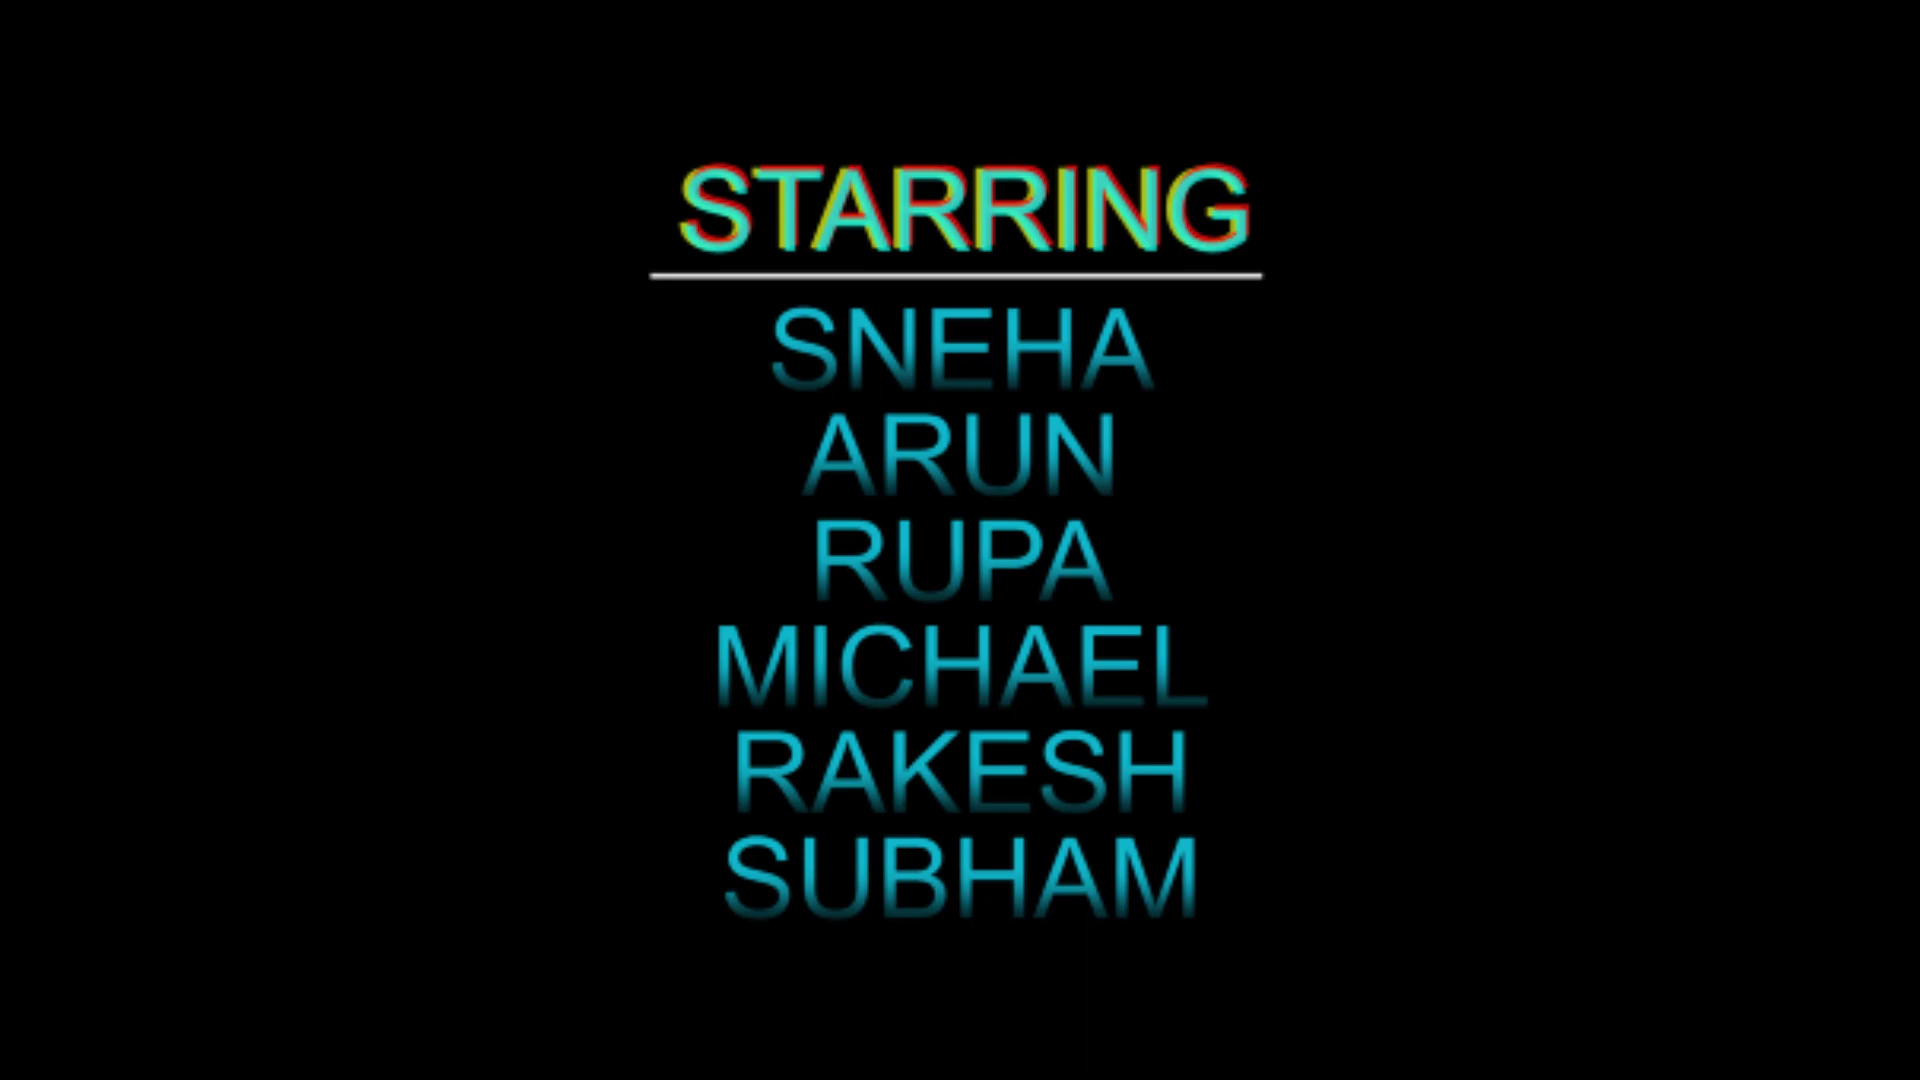 STARRING
SNEHA
ARUN
RUPA
MICHAEL
RAKESH
SUBHAM